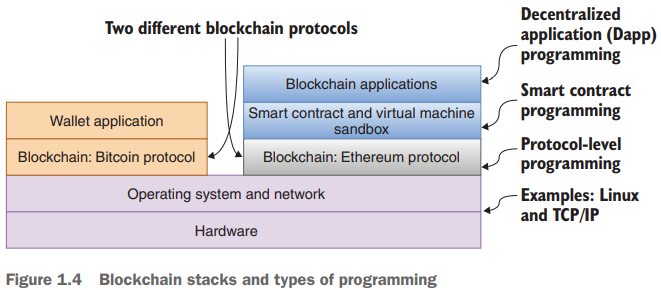 Two different blockchain protocols
Decentralized
application (Dapp)
programming
Blockchain applications
Smart contract
programming
Wallet application
Smart contract and virtual machine
sandbox
Protocol-level
programming
Blockchain: Bitcoin protocol
Blockchain: Ethereum protocol
Operating system and network
Examples: Linux
and TCP/IP
Hardware
Figure 1.4 Blockchain stacks and types of programming